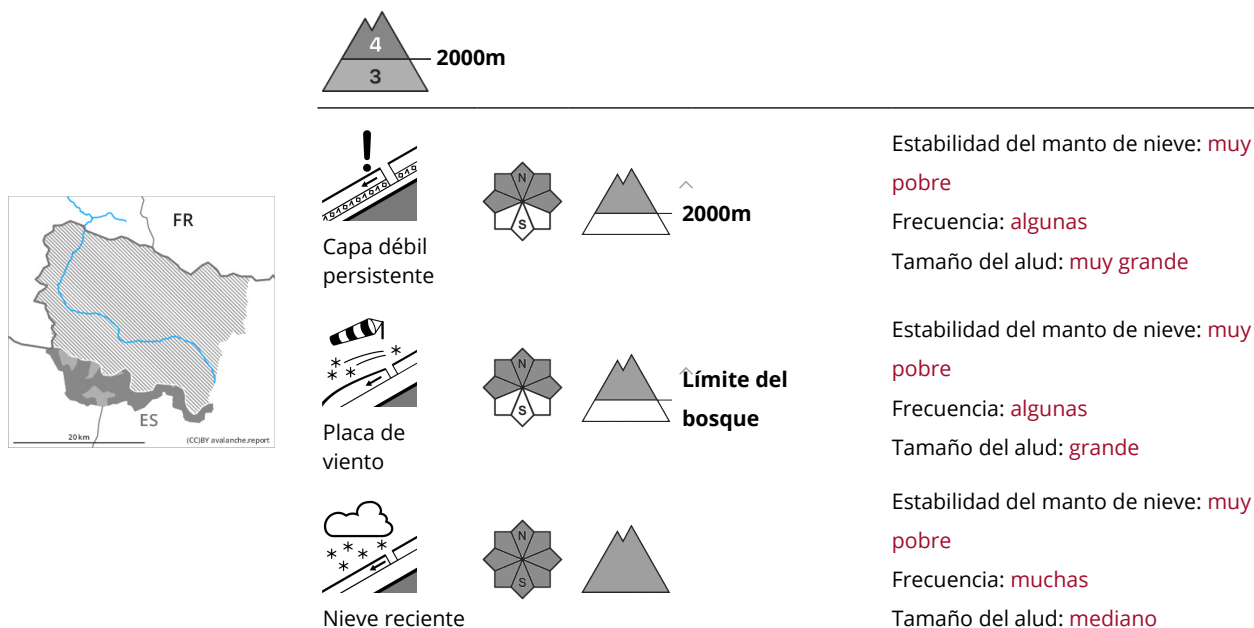 4
2000m
3
FR
ES
20 km
(CC)BY avalanche.report
N
S
2000m
Capa débil
persistente
Estabilidad del manto de nieve: muy
pobre
Frecuencia: algunas
Tamaño del alud: muy grande
N
S
Límite del
bosque
Placa de
viento
Estabilidad del manto de nieve: muy
pobre
Frecuencia: algunas
Tamaño del alud: grande
N
S
Nieve reciente
Estabilidad del manto de nieve: muy
pobre
Frecuencia: muchas
Tamaño del alud: mediano